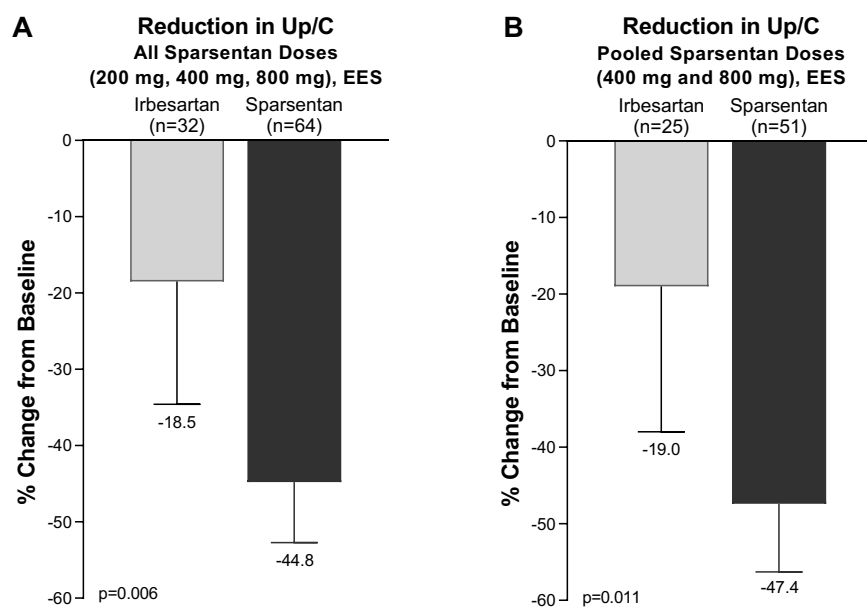 A
Reduction in Up/C
All Sparsentan Doses
(200 mg, 400 mg, 800 mg), EES
Irbesartan
(n=32)
Sparsentan
(n=64)
% Change from Baseline
0
-10
-20
-30
-40
-50
-60
-18.5
-44.8
p=0.006
B
Reduction in Up/C
Pooled Sparsentan Doses
(400 mg and 800 mg), EES
Irbesartan
(n=25)
Sparsentan
(n=51)
% Change from Baseline
0
-10
-20
-30
-40
-50
-60
-19.0
-47.4
p=0.011